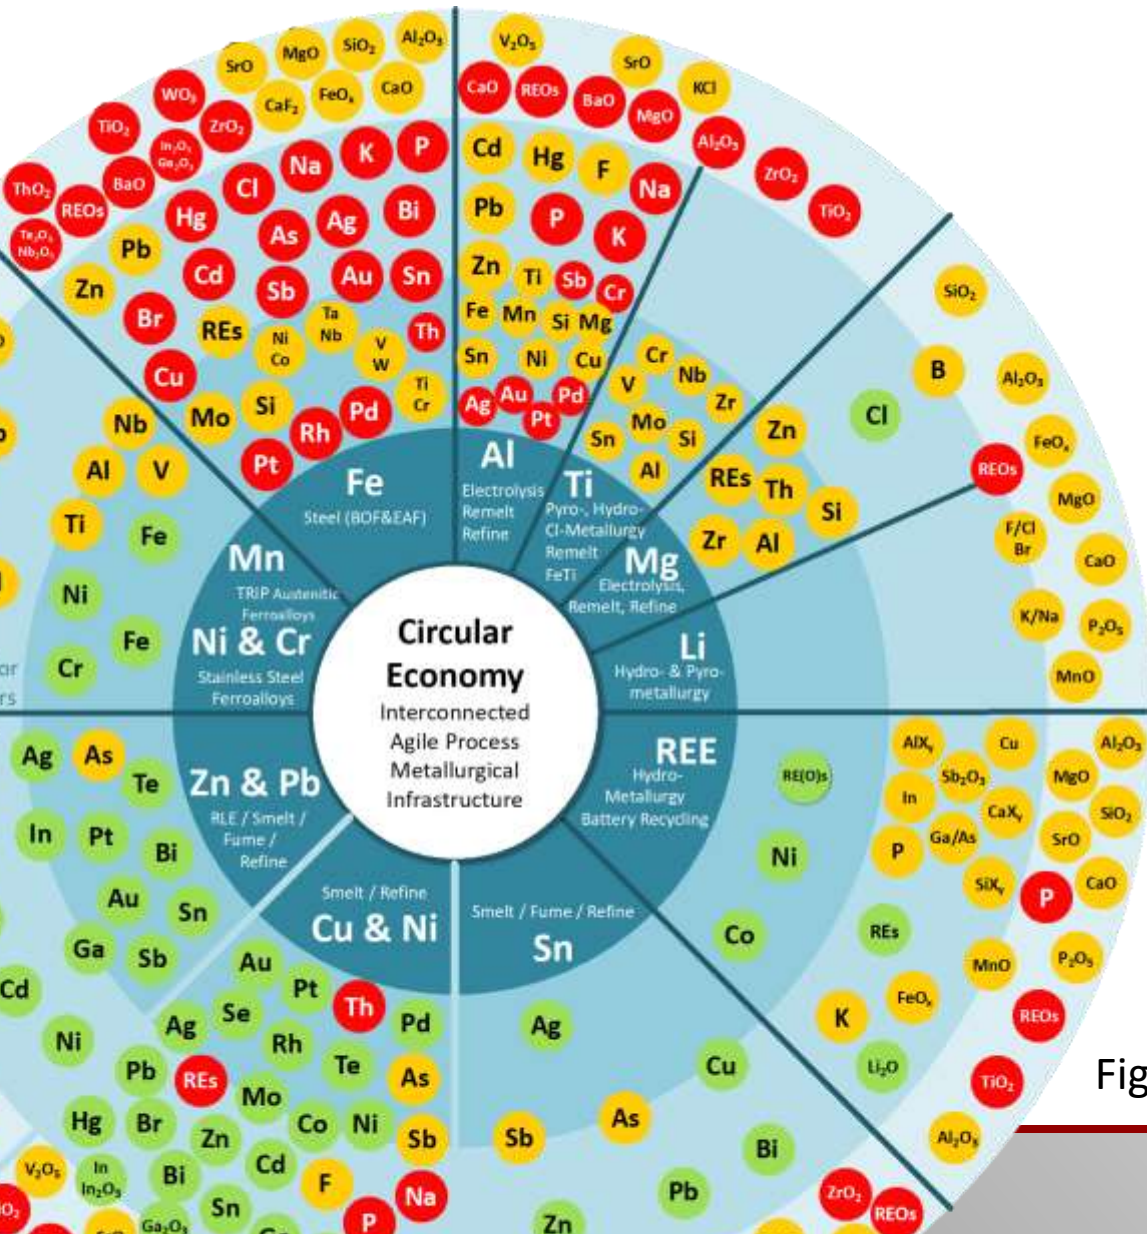 Al₂O₃
SiO₂
MgO
SrO
CaO
FeOₓ
CaF₂
WO₃
ZrO₂
TiO₂
In₂O₃
Ga₂O₃
BaO
ThO₂
REOs
Nb₂O₅
P
K
Na
Cl
Hg
Bi
Ag
As
Pb
Zn
Cd
Sb
Au
Sn
Br
REs
Ni
Co
Ta
Nb
V
W
Th
Cu
Mo
Si
Rh
Pd
Ti
Cr
Pt
Fe
Steel (BOF&EAF)
V₂O₅
SrO
KCl
CaO
REOs
BaO
MgO
Al₂O₃
ZrO₂
TiO₂
Cd
Hg
F
Na
Pb
P
K
Zn
Ti
Sb
Cr
Fe
Mn
Si
Mg
Sn
Ni
Cu
Ag
Au
Pt
Pd
Al
Electrolysis
Remelt
Refine
Cr
V
Nb
Zr
Mo
Sn
Si
Al
Ti
Pyro-, Hydro-
Cl-Metallurgy
Remelt
FeTi
SiO₂
B
Cl
Zn
REs
Th
Si
Zr
Al
Mg
Electrolysis,
Remelt, Refine
Al₂O₃
FeOₓ
REOs
MgO
F/Cl
Br
CaO
K/Na
P₂O₅
MnO
Li
Hydro- & Pyro-
metallurgy
Nb
Al
V
Ti
Fe
Mn
TRIP Austenitic
Ferroalloys
Ni
Fe
Cr
Ni & Cr
Stainless Steel
Ferroalloys
or
rs
Circular
Economy
Interconnected
Agile Process
Metallurgical
Infrastructure
AlXᵧ
Cu
Al₂O₃
RE(O)s
Sb₂O₃
MgO
In
CaXᵧ
SiO₂
Ga/As
SrO
P
Ni
SiXᵧ
P
CaO
REs
Co
MnO
P₂O₅
FeOₓ
K
REOs
Li₂O
TiO₂
Al₂O₃
REE
Hydro-
Metallurgy
Battery Recycling
Ag
As
Te
In
Pt
Bi
Au
Sn
Ga
Sb
Cd
Zn & Pb
RLE / Smelt /
Fume /
Refine
Smelt / Refine
Cu & Ni
Au
Pt
Th
Pd
Se
Ag
Rh
Te
As
Ni
Pb
REs
Mo
Co
Ni
Sb
Hg
Br
Zn
Cd
F
Na
V₂O₅
In
In₂O₃
Bi
Sn
P
Ga₂O₃
Smelt / Fume / Refine
Sn
Ag
Cu
As
Sb
Bi
Pb
Zn
ZrO₂
REOs
Fig